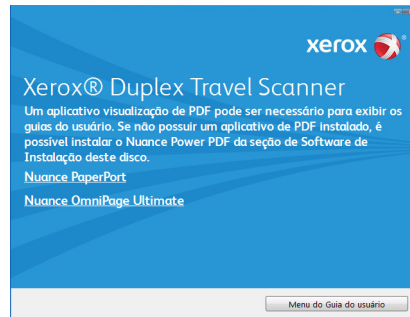 xerox
Xerox® Duplex Travel Scanner
Um aplicativo visualização de PDF pode ser necessário para exibir os
guias do usuário. Se não possuir um aplicativo de PDF instalado, é
possível instalar o Nuance Power PDF da seção de Software de
Instalação deste disco.
Nuance PaperPort
Nuance OmniPage Ultimate
Menu do Guia do usuário